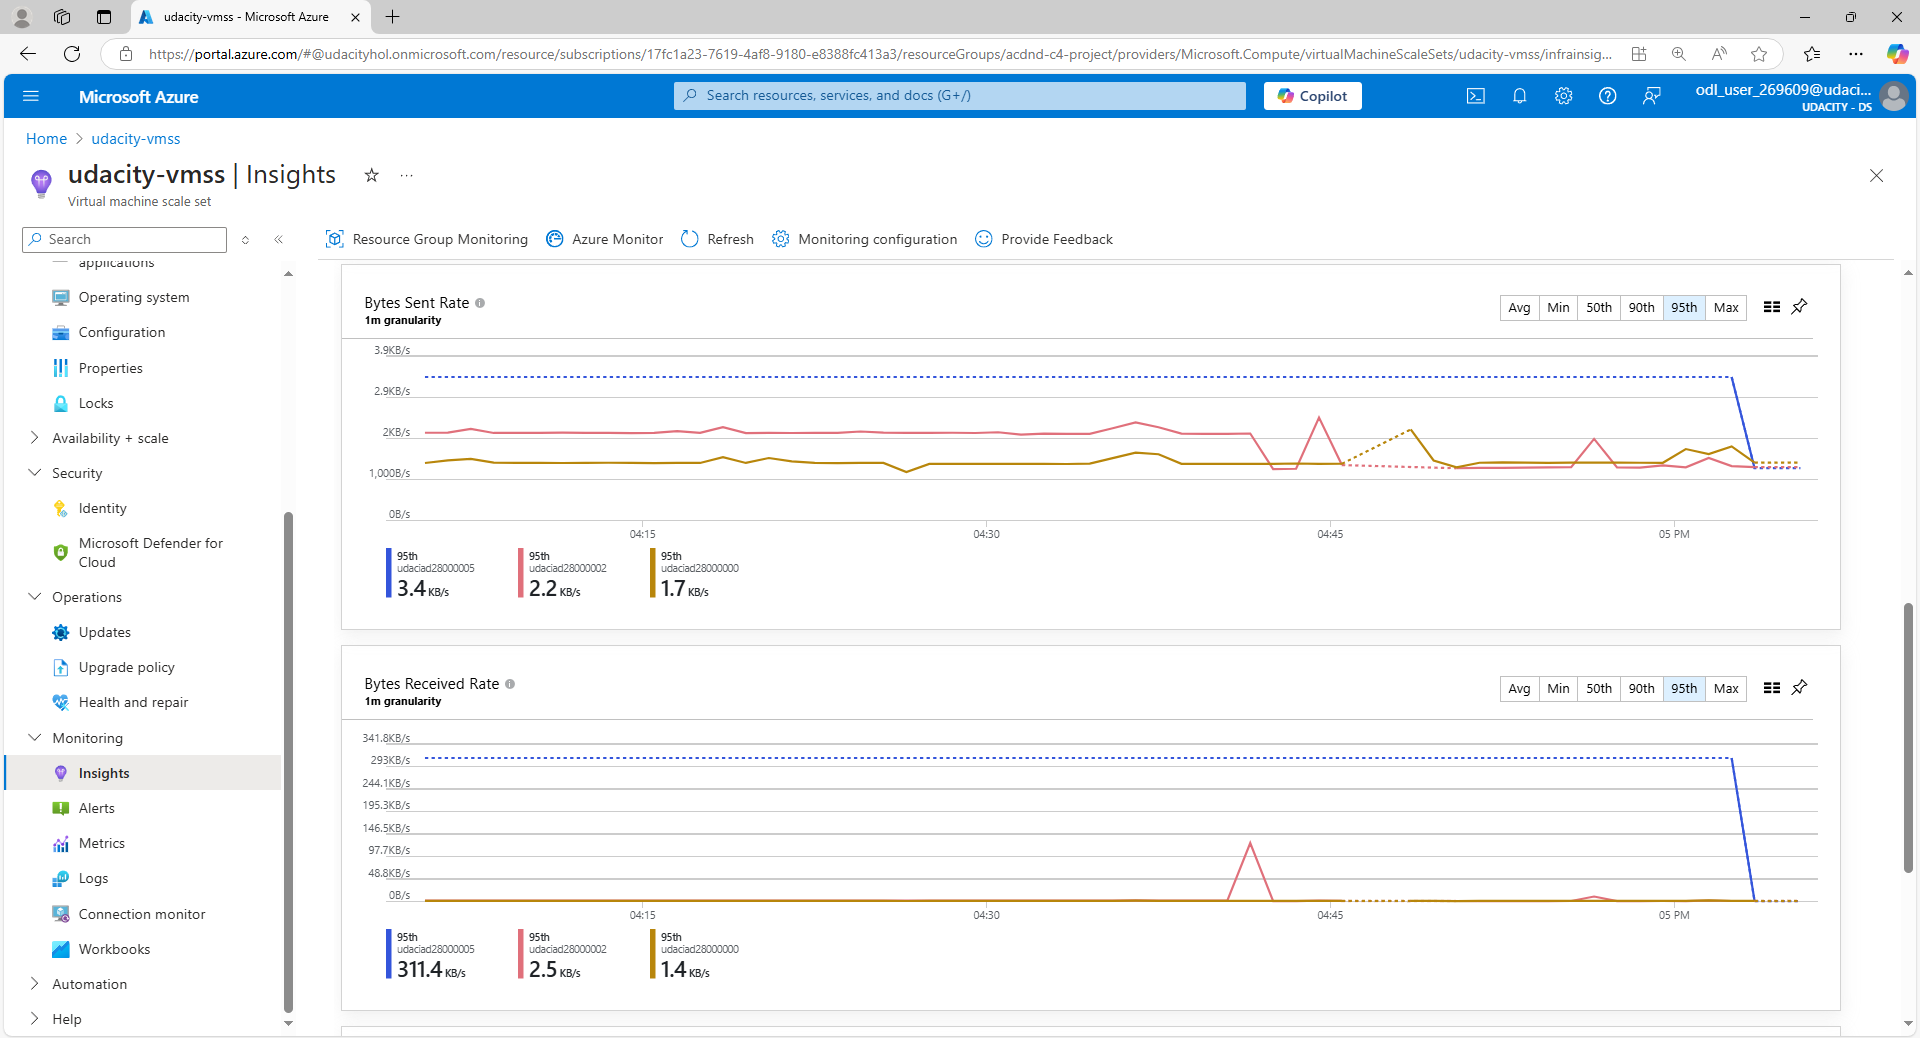 udacity-vmss - Microsoft Azure
https://portal.azure.com/#@udacityhol.onmicrosoft.com/resource/subscriptions/17fc1a23-7619-4af8-9180-e8388fc413a3/resourceGroups/acdnd-c4-project/providers/Microsoft.Compute/virtualMachineScaleSets/udacity-vmss/infrainsig...
Microsoft Azure
Search resources, services, and docs (G+/)
Copilot
odl_user_269609@udaci...
UDACITY - DS
Home > udacity-vmss
udacity-vmss | Insights
Virtual machine scale set
Search
Resource Group Monitoring
Azure Monitor
Refresh
Monitoring configuration
Provide Feedback
applications
Operating system
Configuration
Properties
Locks
Availability + scale
Security
Identity
Microsoft Defender for
Cloud
Operations
Updates
Upgrade policy
Health and repair
Monitoring
Insights
Alerts
Metrics
Logs
Connection monitor
Workbooks
Automation
Help
Bytes Sent Rate
1m granularity
Avg Min 50th 90th 95th Max
3.9KB/s
2.9KB/s
2KB/s
1,000B/s
0B/s
04:15 04:30 04:45 05 PM
95th
udaciad28000005
3.4 KB/s
95th
udaciad28000002
2.2 KB/s
95th
udaciad28000000
1.7 KB/s
Bytes Received Rate
1m granularity
Avg Min 50th 90th 95th Max
341.8KB/s
293KB/s
244.1KB/s
195.3KB/s
146.5KB/s
97.7KB/s
48.8KB/s
0B/s
04:15 04:30 04:45 05 PM
95th
udaciad28000005
311.4 KB/s
95th
udaciad28000002
2.5 KB/s
95th
udaciad28000000
1.4 KB/s